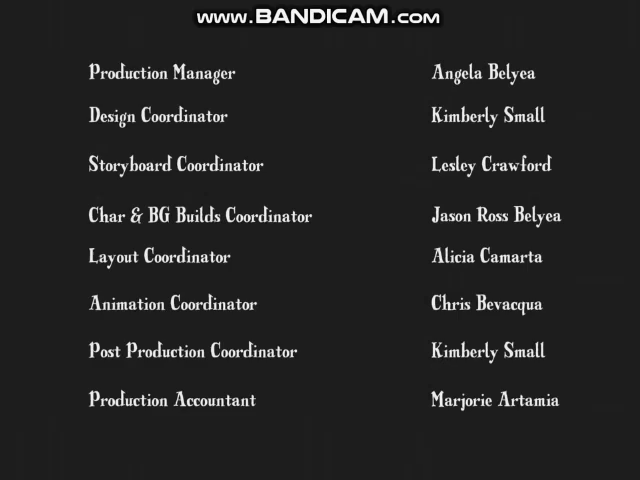 www.BANDICAM.com
Production Manager Angela Belyea
Design Coordinator Kimberly Small
Storyboard Coordinator Lesley Crawford
Char & BG Builds Coordinator Jason Ross Belyea
Layout Coordinator Alicia Camarta
Animation Coordinator Chris Bevacqua
Post Production Coordinator Kimberly Small
Production Accountant Marjorie Artamia